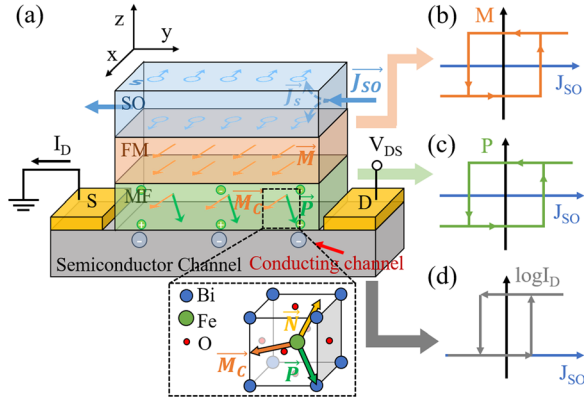 (a)
z
y
x
S
SO
J_S
J_SO
FM
M
MF
M_C
P
I_D
V_DS
S
D
Semiconductor Channel
Conducting channel
Bi
Fe
O
N
M_C
P
(b)
M
J_SO
(c)
P
J_SO
(d)
logI_D
J_SO